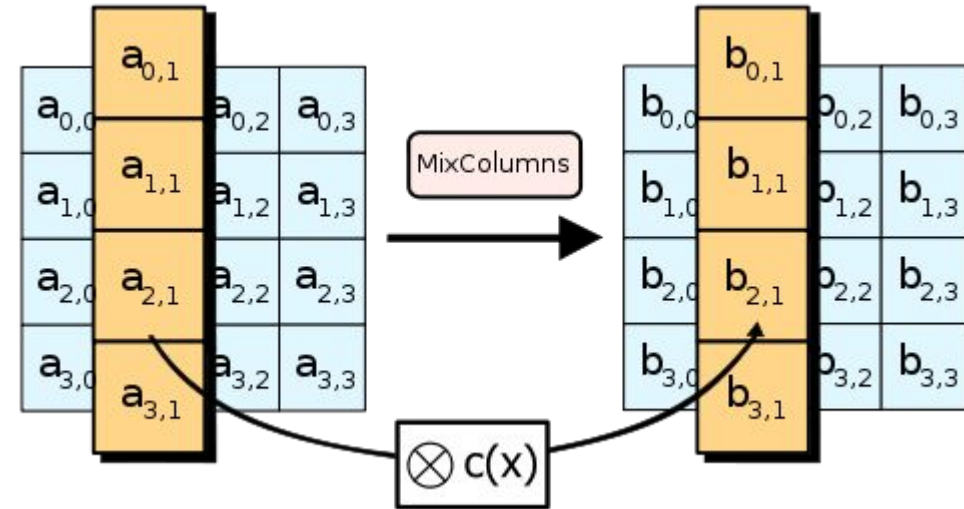 a0,1
a0,0 a0,2 a0,3
a1,1
a1,0 a1,2 a1,3
a2,1
a2,0 a2,2 a2,3
a3,1
a3,0 a3,2 a3,3
MixColumns
b0,1
b0,0 b0,2 b0,3
b1,1
b1,0 b1,2 b1,3
b2,1
b2,0 b2,2 b2,3
b3,1
b3,0 b3,2 b3,3
⊗ c(x)